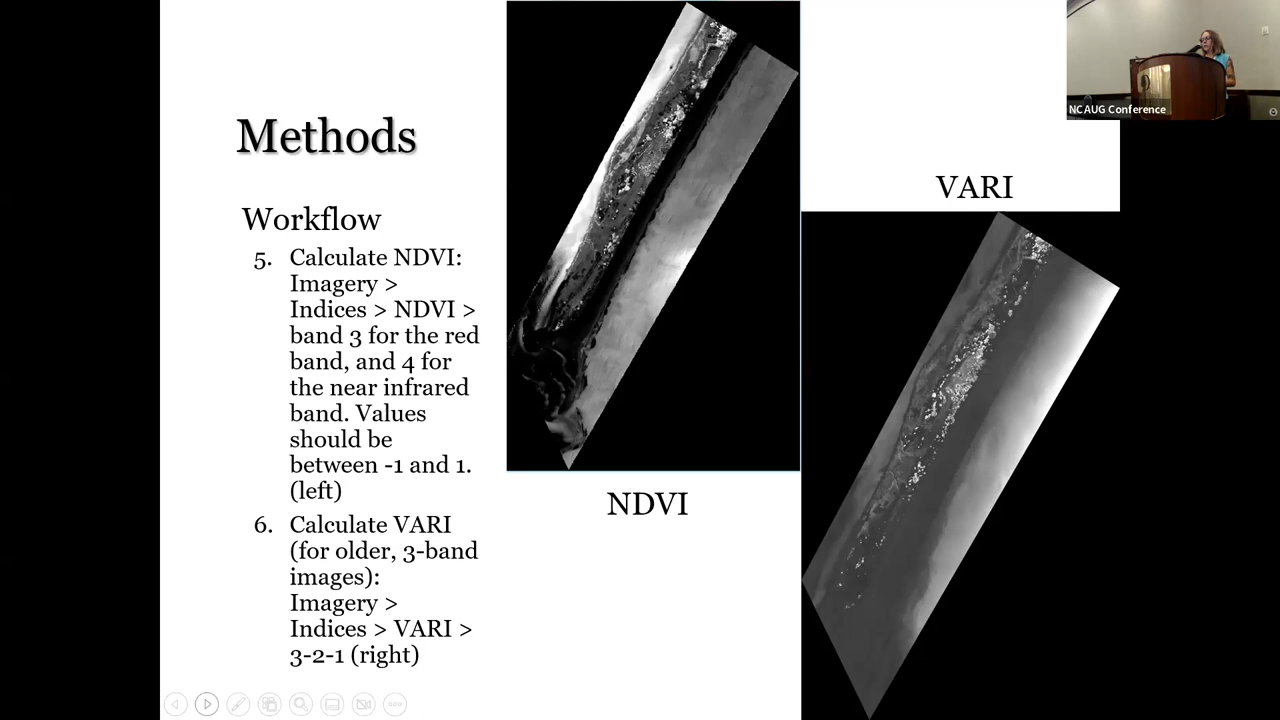 Methods
Workflow
5. Calculate NDVI:
Imagery >
Indices > NDVI >
band 3 for the red
band, and 4 for
the near infrared
band. Values
should be
between -1 and 1.
(left)
6. Calculate VARI
(for older, 3-band
images):
Imagery >
Indices > VARI >
3-2-1 (right)
NDVI
VARI
NCAUG Conference